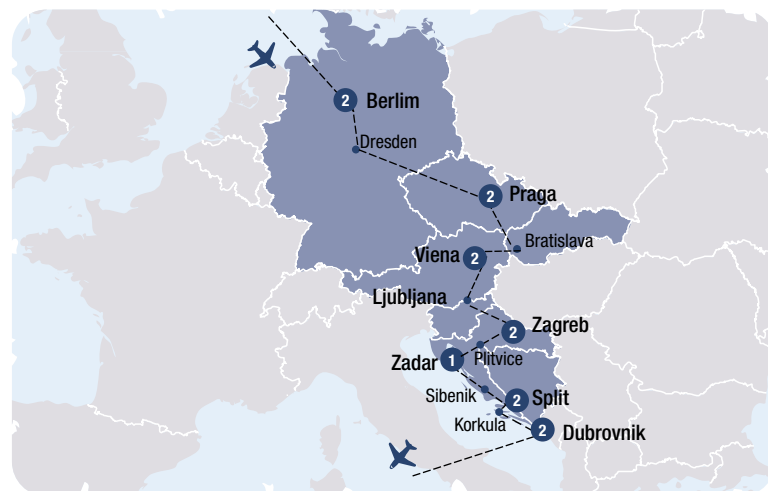 2 Berlim
Dresden
2 Praga
Bratislava
Viena 2
Ljubljana
2 Zagreb
Plitvice
Zadar 1
Sibenik
2 Split
Korkula
2 Dubrovnik